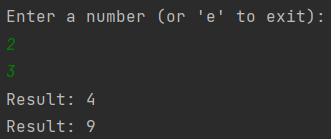 Enter a number (or 'e' to exit):
2
3
Result: 4
Result: 9